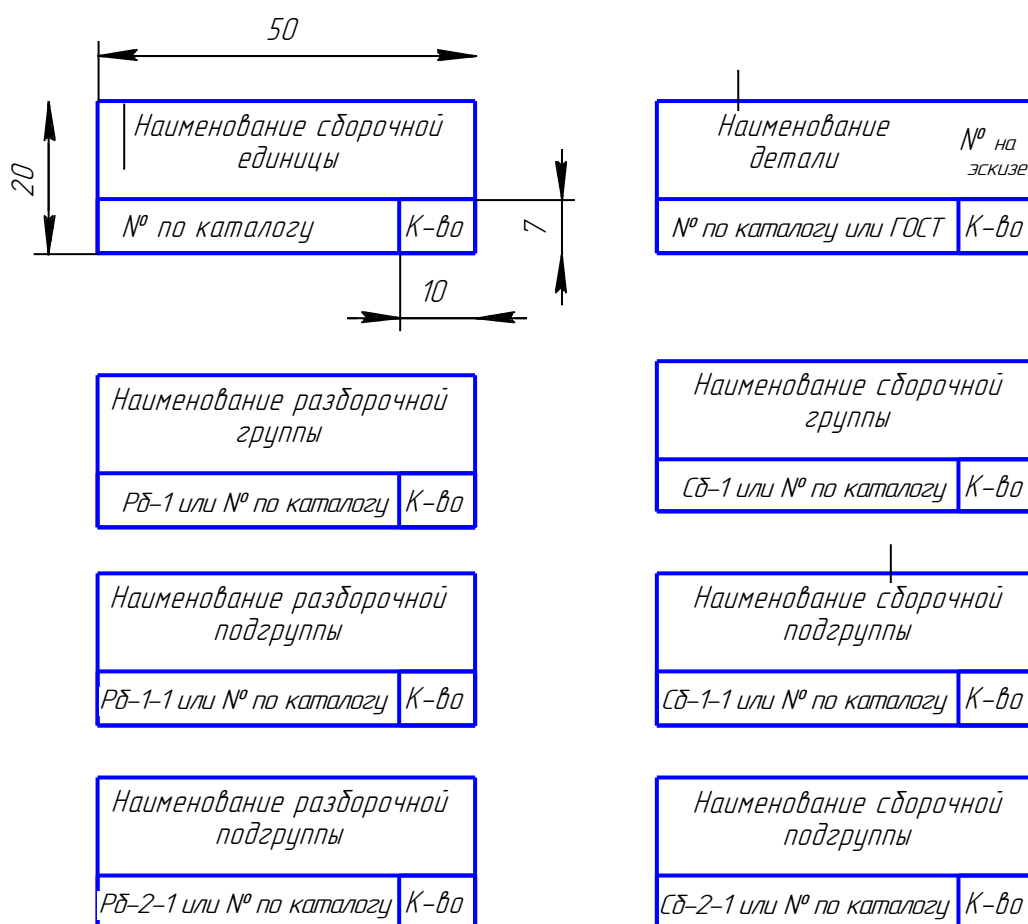 50
20
Наименование сборочной
единицы
№ по каталогу
К-во
7
10
Наименование
детали
№ на
эскизе
№ по каталогу или ГОСТ
К-во
Наименование разборочной
группы
Рб-1 или № по каталогу
К-во
Наименование сборочной
группы
Сб-1 или № по каталогу
К-во
Наименование разборочной
подгруппы
Рб-1-1 или № по каталогу
К-во
Наименование сборочной
подгруппы
Сб-1-1 или № по каталогу
К-во
Наименование разборочной
подгруппы
Рб-2-1 или № по каталогу
К-во
Наименование сборочной
подгруппы
Сб-2-1 или № по каталогу
К-во